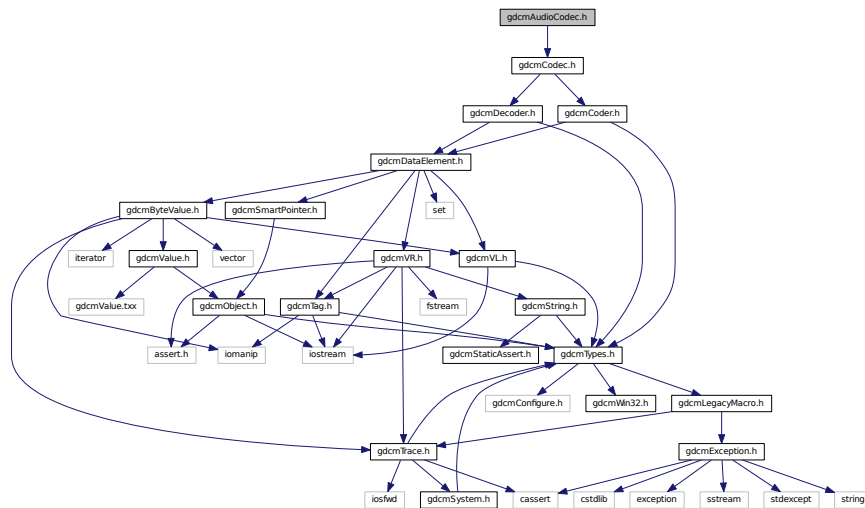 gdcmAudioCodec.h
gdcmCodec.h
gdcmDecoder.h
gdcmCoder.h
gdcmDataElement.h
gdcmByteValue.h
gdcmSmartPointer.h
set
iterator
gdcmValue.h
vector
gdcmVR.h
gdcmVL.h
gdcmValue.txx
gdcmObject.h
gdcmTag.h
fstream
gdcmString.h
assert.h
iomanip
iostream
gdcmStaticAssert.h
gdcmTypes.h
gdcmConfigure.h
gdcmWin32.h
gdcmLegacyMacro.h
gdcmTrace.h
gdcmException.h
iosfwd
gdcmSystem.h
cassert
cstdlib
exception
sstream
stdexcept
string